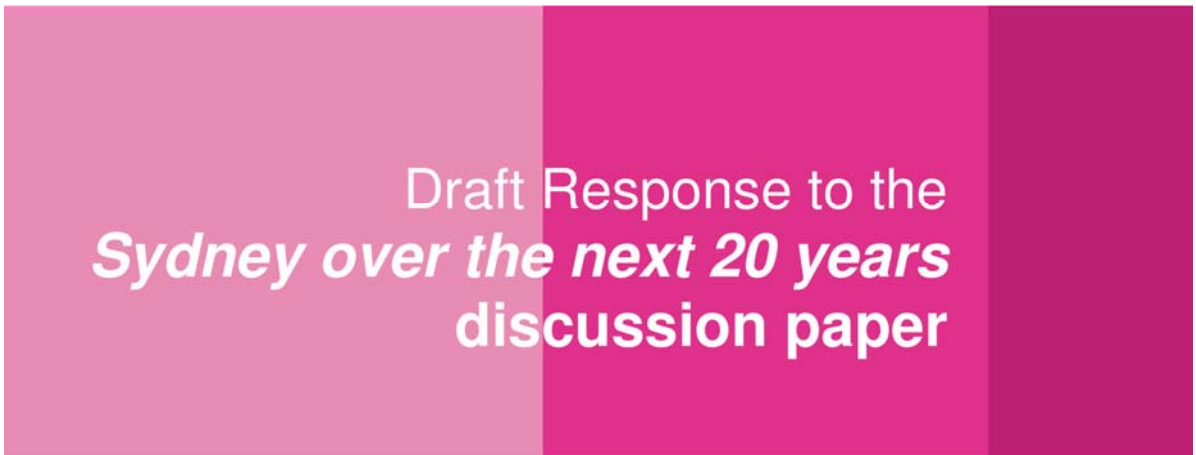 Draft Response to the
Sydney over the next 20 years
discussion paper